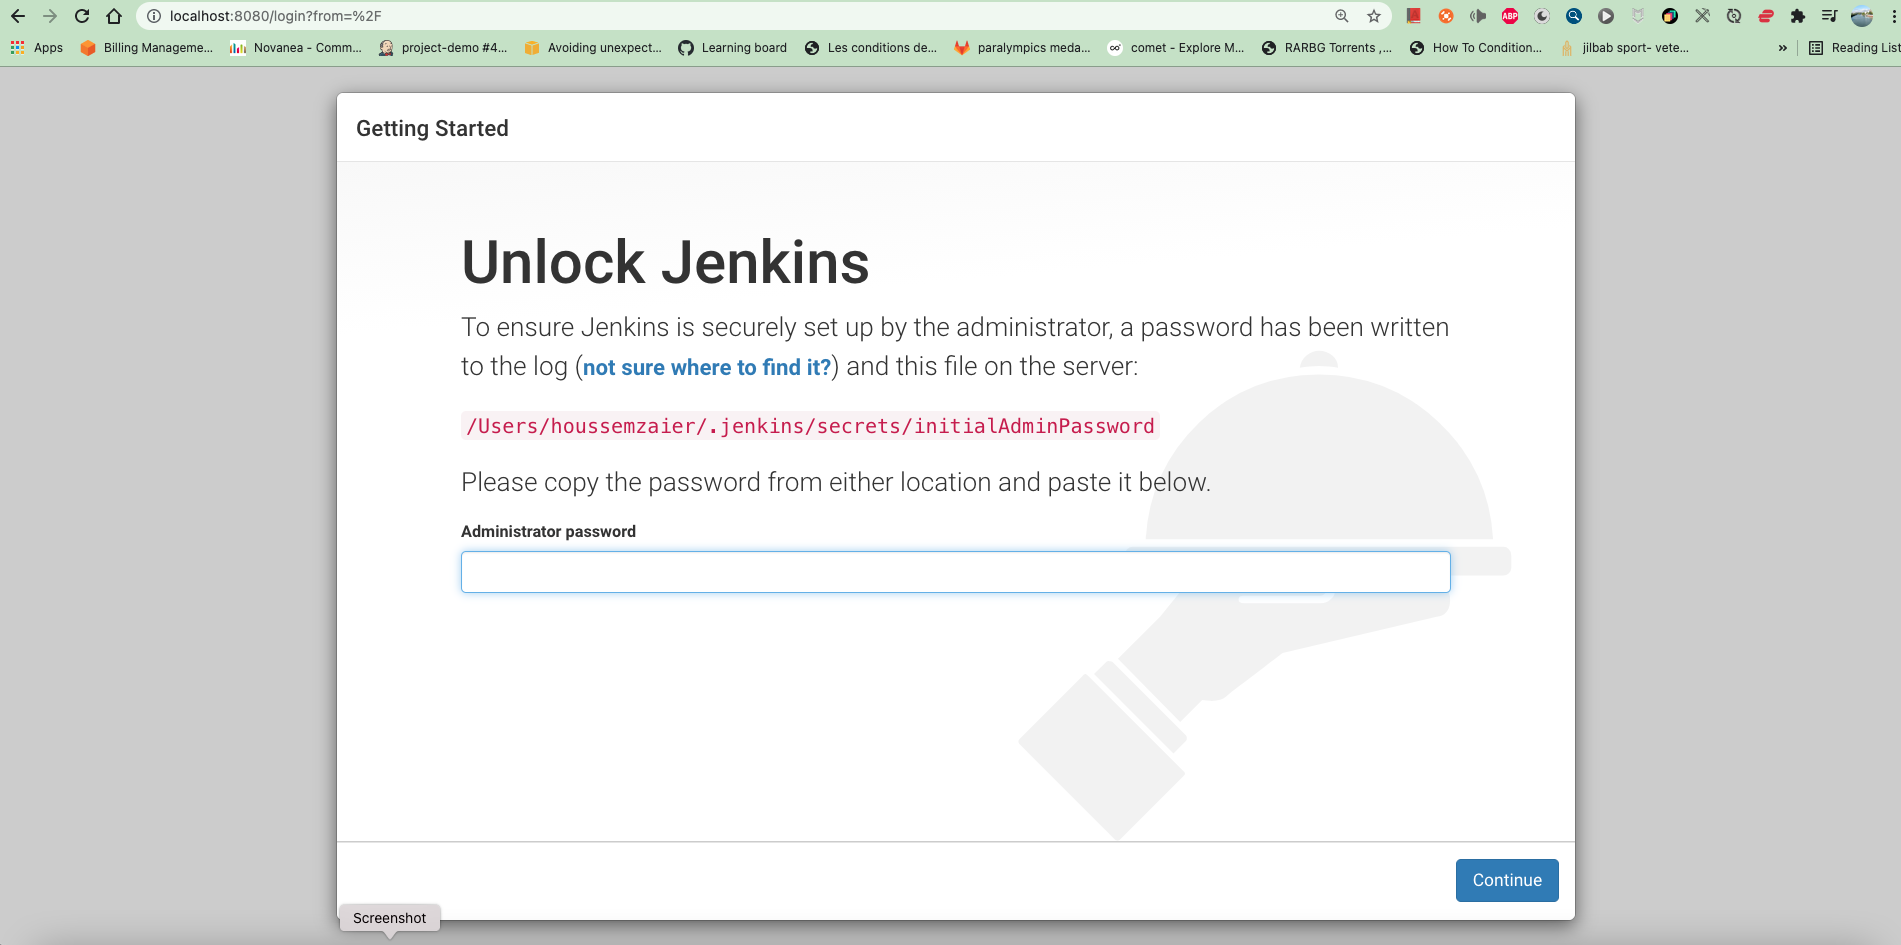 localhost:8080/login?from=%2F
ABP
Apps
Billing Manageme...
Novanea - Comm...
project-demo #4...
Avoiding unexpect...
Learning board
Les conditions de...
paralympics meda...
comet - Explore M...
RARBG Torrents ,...
How To Condition...
jilbab sport- vete...
»
Reading List
Getting Started
Unlock Jenkins
To ensure Jenkins is securely set up by the administrator, a password has been written
to the log (not sure where to find it?) and this file on the server:
/Users/houssemzaier/.jenkins/secrets/initialAdminPassword
Please copy the password from either location and paste it below.
Administrator password
Continue
Screenshot